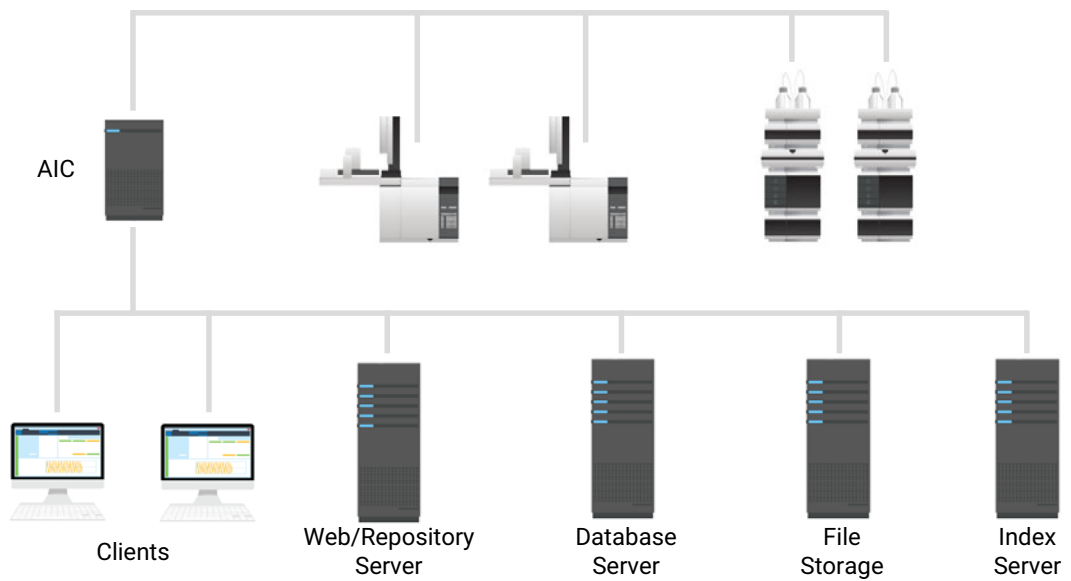 AIC
Clients
Web/Repository
Server
Database
Server
File
Storage
Index
Server